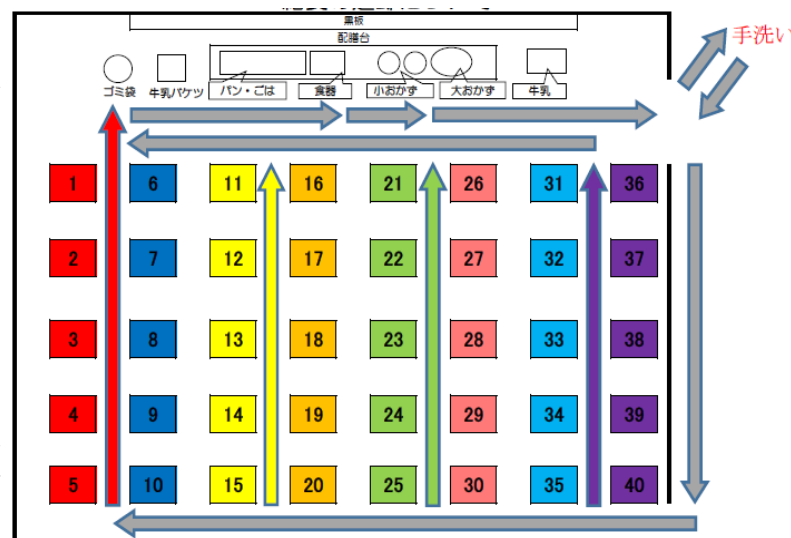 黒板
配膳台
手洗い
ゴミ袋
牛乳バケツ
パン・ごは
食器
小おかず
大おかず
牛乳
1 6 11 16 21 26 31 36
2 7 12 17 22 27 32 37
3 8 13 18 23 28 33 38
4 9 14 19 24 29 34 39
5 10 15 20 25 30 35 40